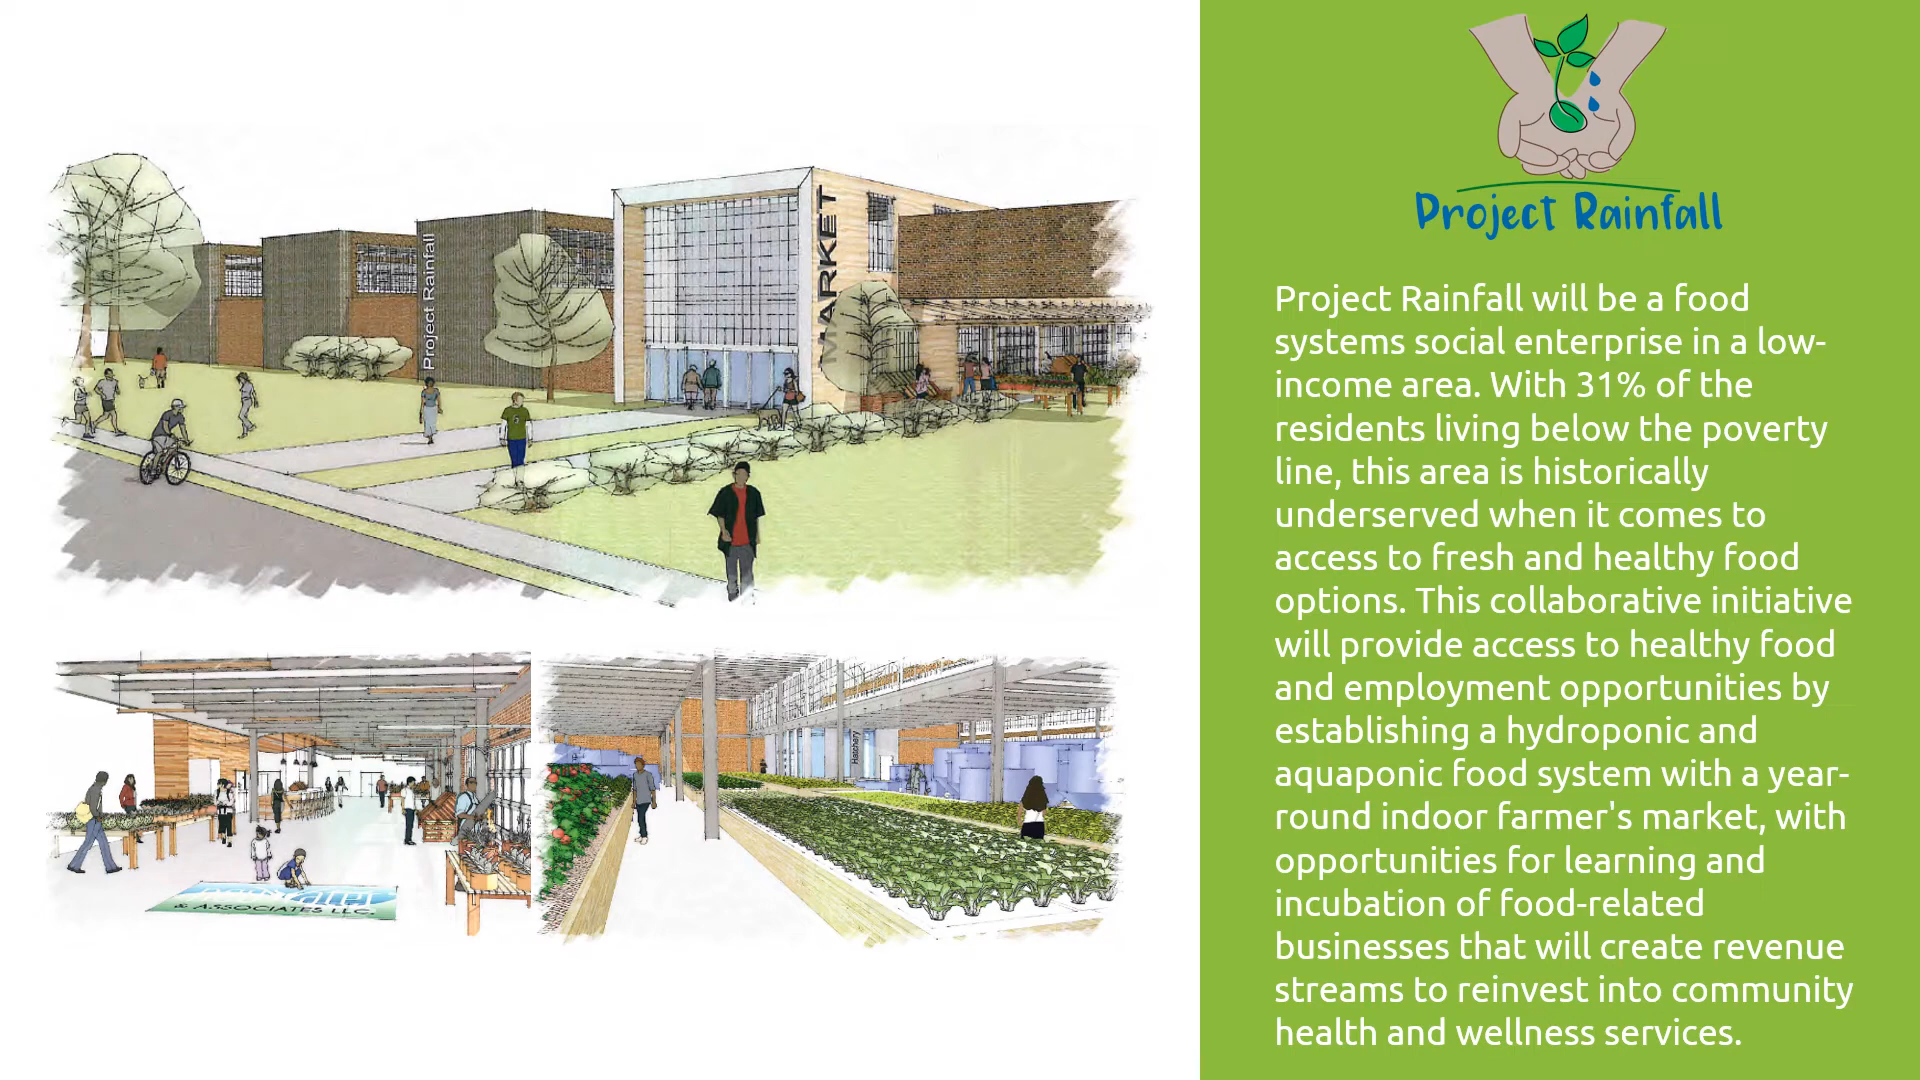 Project Rainfall
MARKET
Hatchery
& ASSOCIATES LLC.
Project Rainfall
Project Rainfall will be a food
systems social enterprise in a low-
income area. With 31% of the
residents living below the poverty
line, this area is historically
underserved when it comes to
access to fresh and healthy food
options. This collaborative initiative
will provide access to healthy food
and employment opportunities by
establishing a hydroponic and
aquaponic food system with a year-
round indoor farmer's market, with
opportunities for learning and
incubation of food-related
businesses that will create revenue
streams to reinvest into community
health and wellness services.